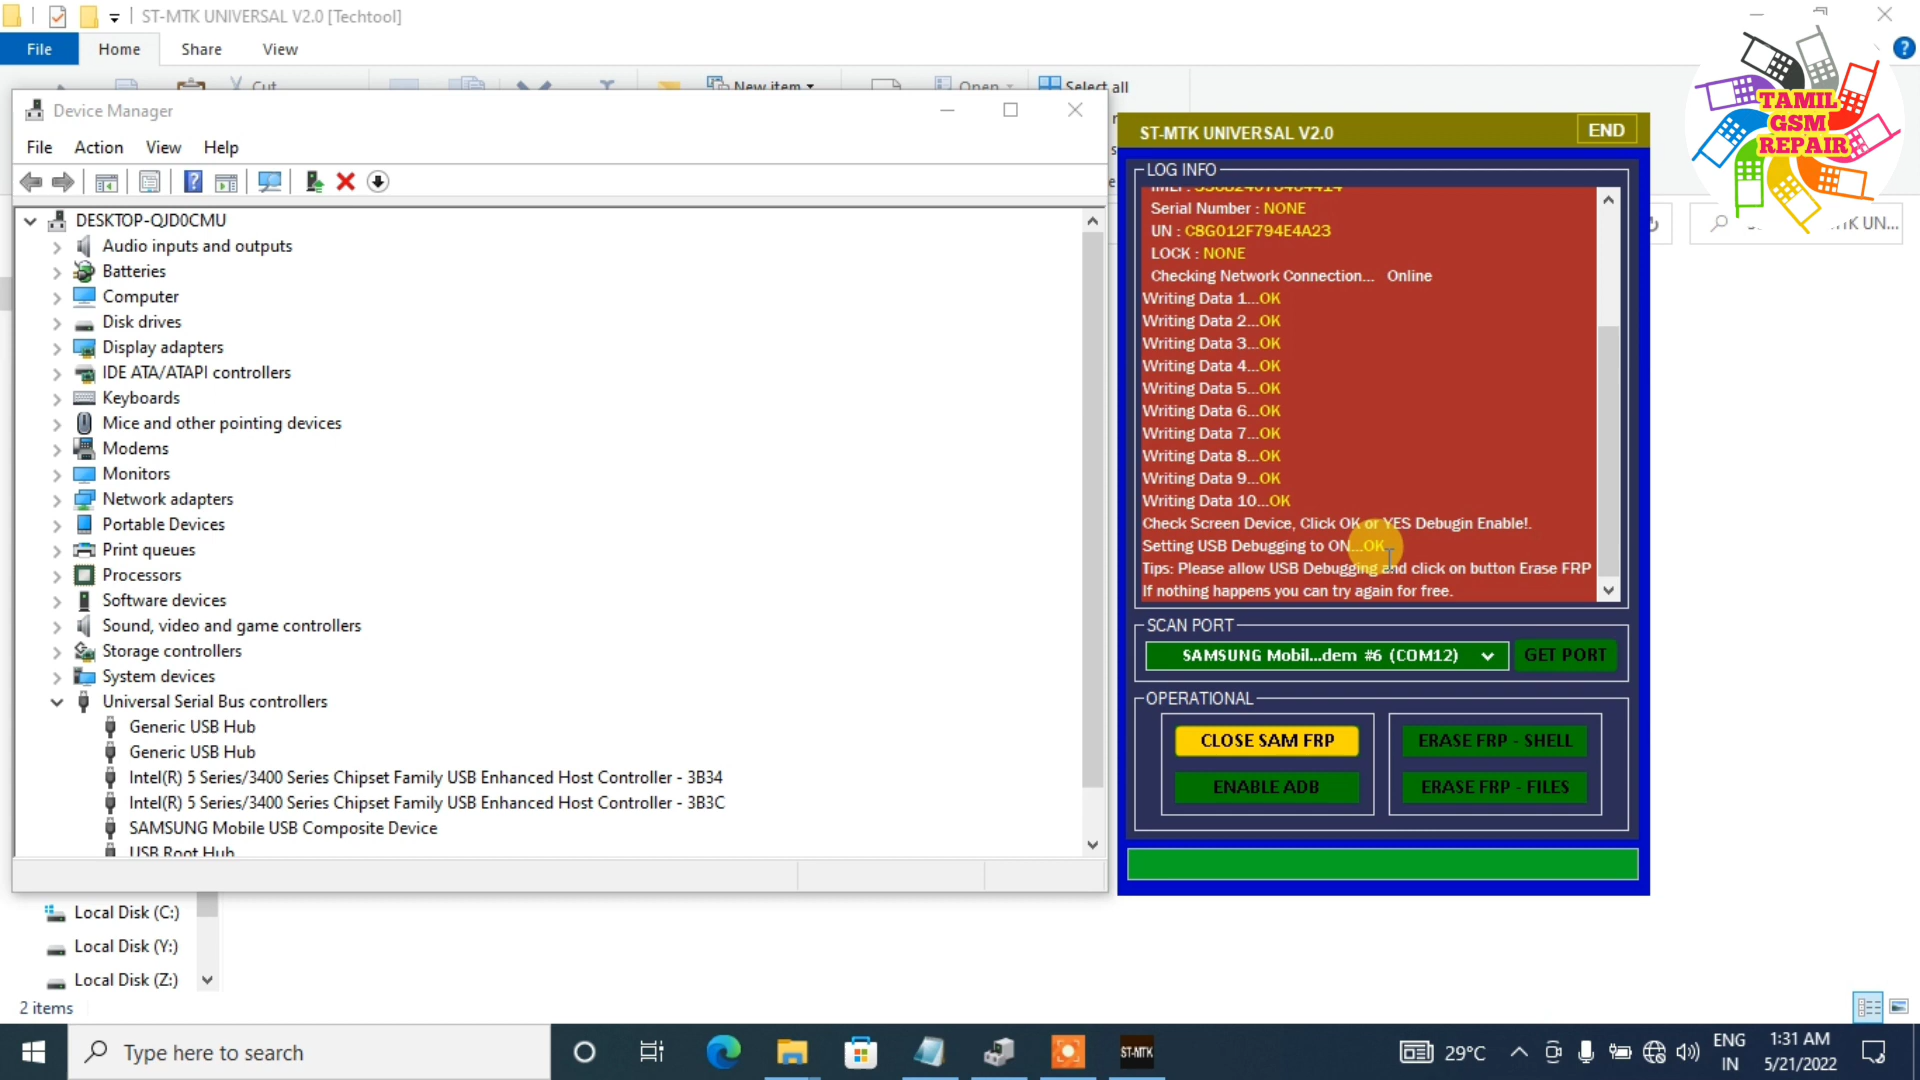 ST-MTK UNIVERSAL V2.0 [Techtool]
File Home Share View
Cut New item Open Select all
TAMIL
GSM
REPAIR
Device Manager
File Action View Help
DESKTOP-QJD0CMU
Audio inputs and outputs
Batteries
Computer
Disk drives
Display adapters
IDE ATA/ATAPI controllers
Keyboards
Mice and other pointing devices
Modems
Monitors
Network adapters
Portable Devices
Print queues
Processors
Software devices
Sound, video and game controllers
Storage controllers
System devices
Universal Serial Bus controllers
Generic USB Hub
Generic USB Hub
Intel(R) 5 Series/3400 Series Chipset Family USB Enhanced Host Controller - 3B34
Intel(R) 5 Series/3400 Series Chipset Family USB Enhanced Host Controller - 3B3C
SAMSUNG Mobile USB Composite Device
USB Root Hub
ST-MTK UNIVERSAL V2.0
END
LOG INFO
Serial Number : NONE
UN : C8G012F794E4A23
LOCK : NONE
Checking Network Connection... Online
Writing Data 1...OK
Writing Data 2...OK
Writing Data 3...OK
Writing Data 4...OK
Writing Data 5...OK
Writing Data 6...OK
Writing Data 7...OK
Writing Data 8...OK
Writing Data 9...OK
Writing Data 10...OK
Check Screen Device, Click OK or YES Debugin Enable!.
Setting USB Debugging to ON...OK
Tips: Please allow USB Debugging and click on button Erase FRP
If nothing happens you can try again for free.
SCAN PORT
SAMSUNG Mobil...dem #6 (COM12)
GET PORT
OPERATIONAL
CLOSE SAM FRP
ERASE FRP - SHELL
ENABLE ADB
ERASE FRP - FILES
UN...
Local Disk (C:)
Local Disk (Y:)
Local Disk (Z:)
2 items
Type here to search
ST-MTK
29°C
ENG
IN
1:31 AM
5/21/2022